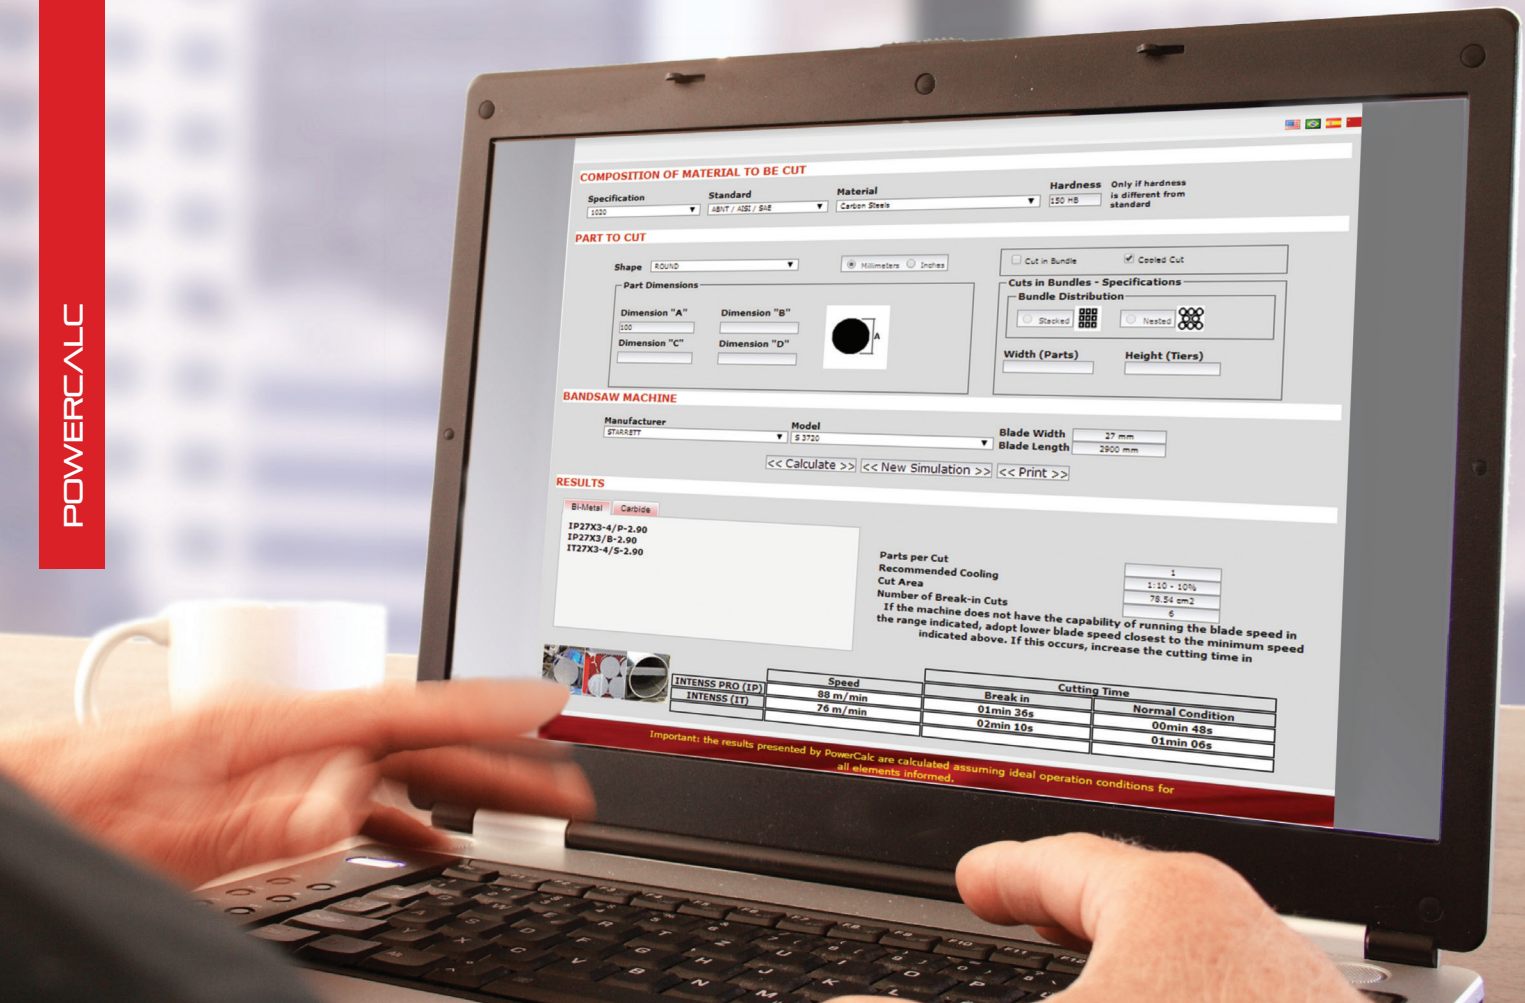 POWERCALC
COMPOSITION OF MATERIAL TO BE CUT
Specification
Standard
Material
Hardness
Only if hardness
is different from
standard
1020
ABNT / AISI / SAE
Carbon Steels
150 HB
PART TO CUT
Shape
ROUND
Millimeters
Inches
Cut in Bundle
Cooled Cut
Part Dimensions
Dimension "A"
Dimension "B"
100
Dimension "C"
Dimension "D"
A
Cuts in Bundles - Specifications
Bundle Distribution
Stacked
Nested
Width (Parts)
Height (Tiers)
BANDSAW MACHINE
Manufacturer
STARRETT
Model
S 3720
Blade Width
27 mm
Blade Length
2900 mm
<< Calculate >>
<< New Simulation >>
<< Print >>
RESULTS
Bi-Metal
Carbide
IP27X3-4/P-2.90
IP27X3/B-2.90
IT27X3-4/S-2.90
Parts per Cut
1
Recommended Cooling
1:10 - 10%
Cut Area
78.54 cm2
Number of Break-in Cuts
6
If the machine does not have the capability of running the blade speed in
the range indicated, adopt lower blade speed closest to the minimum speed
indicated above. If this occurs, increase the cutting time in
Speed
Cutting Time
Break in
Normal Condition
INTENSS PRO (IP)
88 m/min
01min 36s
00min 48s
INTENSS (IT)
76 m/min
02min 10s
01min 06s
Important: the results presented by PowerCalc are calculated assuming ideal operation conditions for
all elements informed.